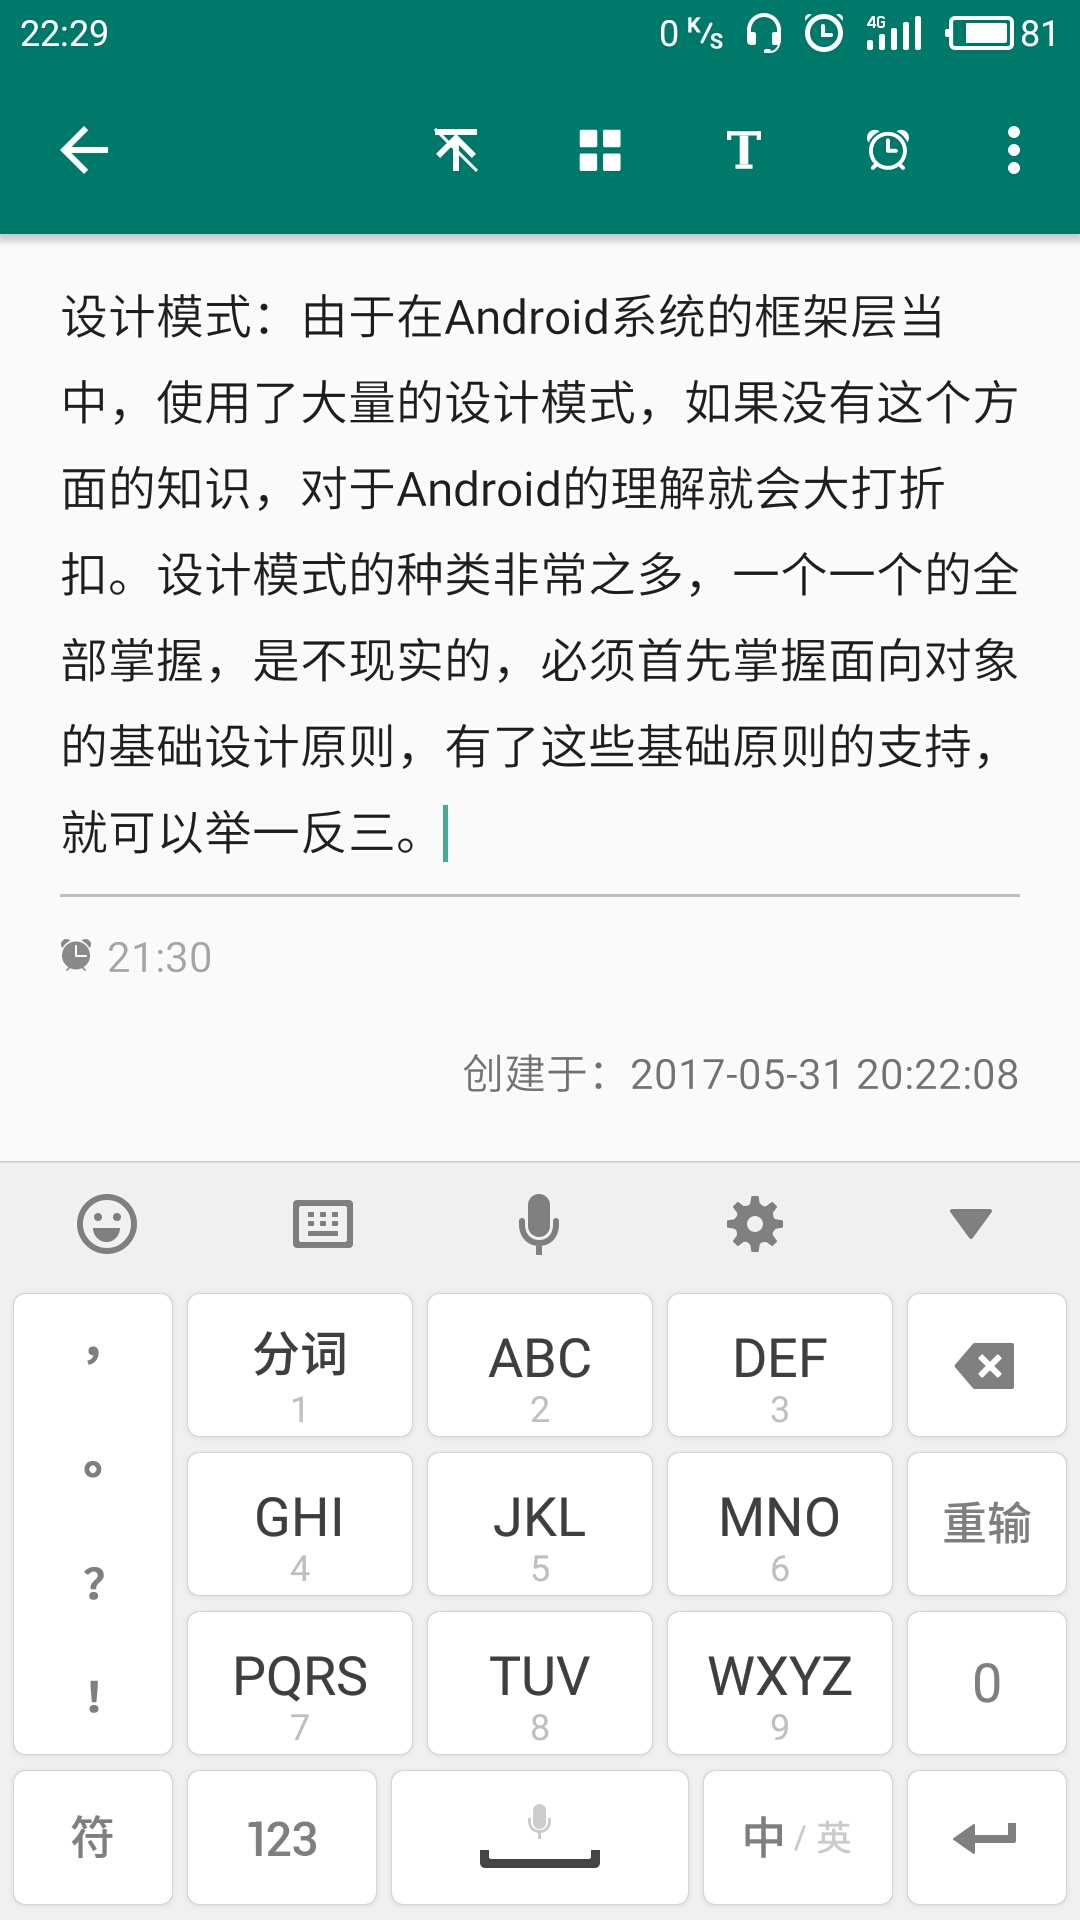 22:29 0 K/s 4G 81
T
设计模式：由于在Android系统的框架层当
中，使用了大量的设计模式，如果没有这个方
面的知识，对于Android的理解就会大打折
扣。设计模式的种类非常之多，一个一个的全
部掌握，是不现实的，必须首先掌握面向对象
的基础设计原则，有了这些基础原则的支持，
就可以举一反三。
21:30
创建于：2017-05-31 20:22:08
， 分词 ABC DEF
1 2 3
。 GHI JKL MNO 重输
4 5 6
? PQRS TUV WXYZ 0
! 7 8 9
符 123 中/英